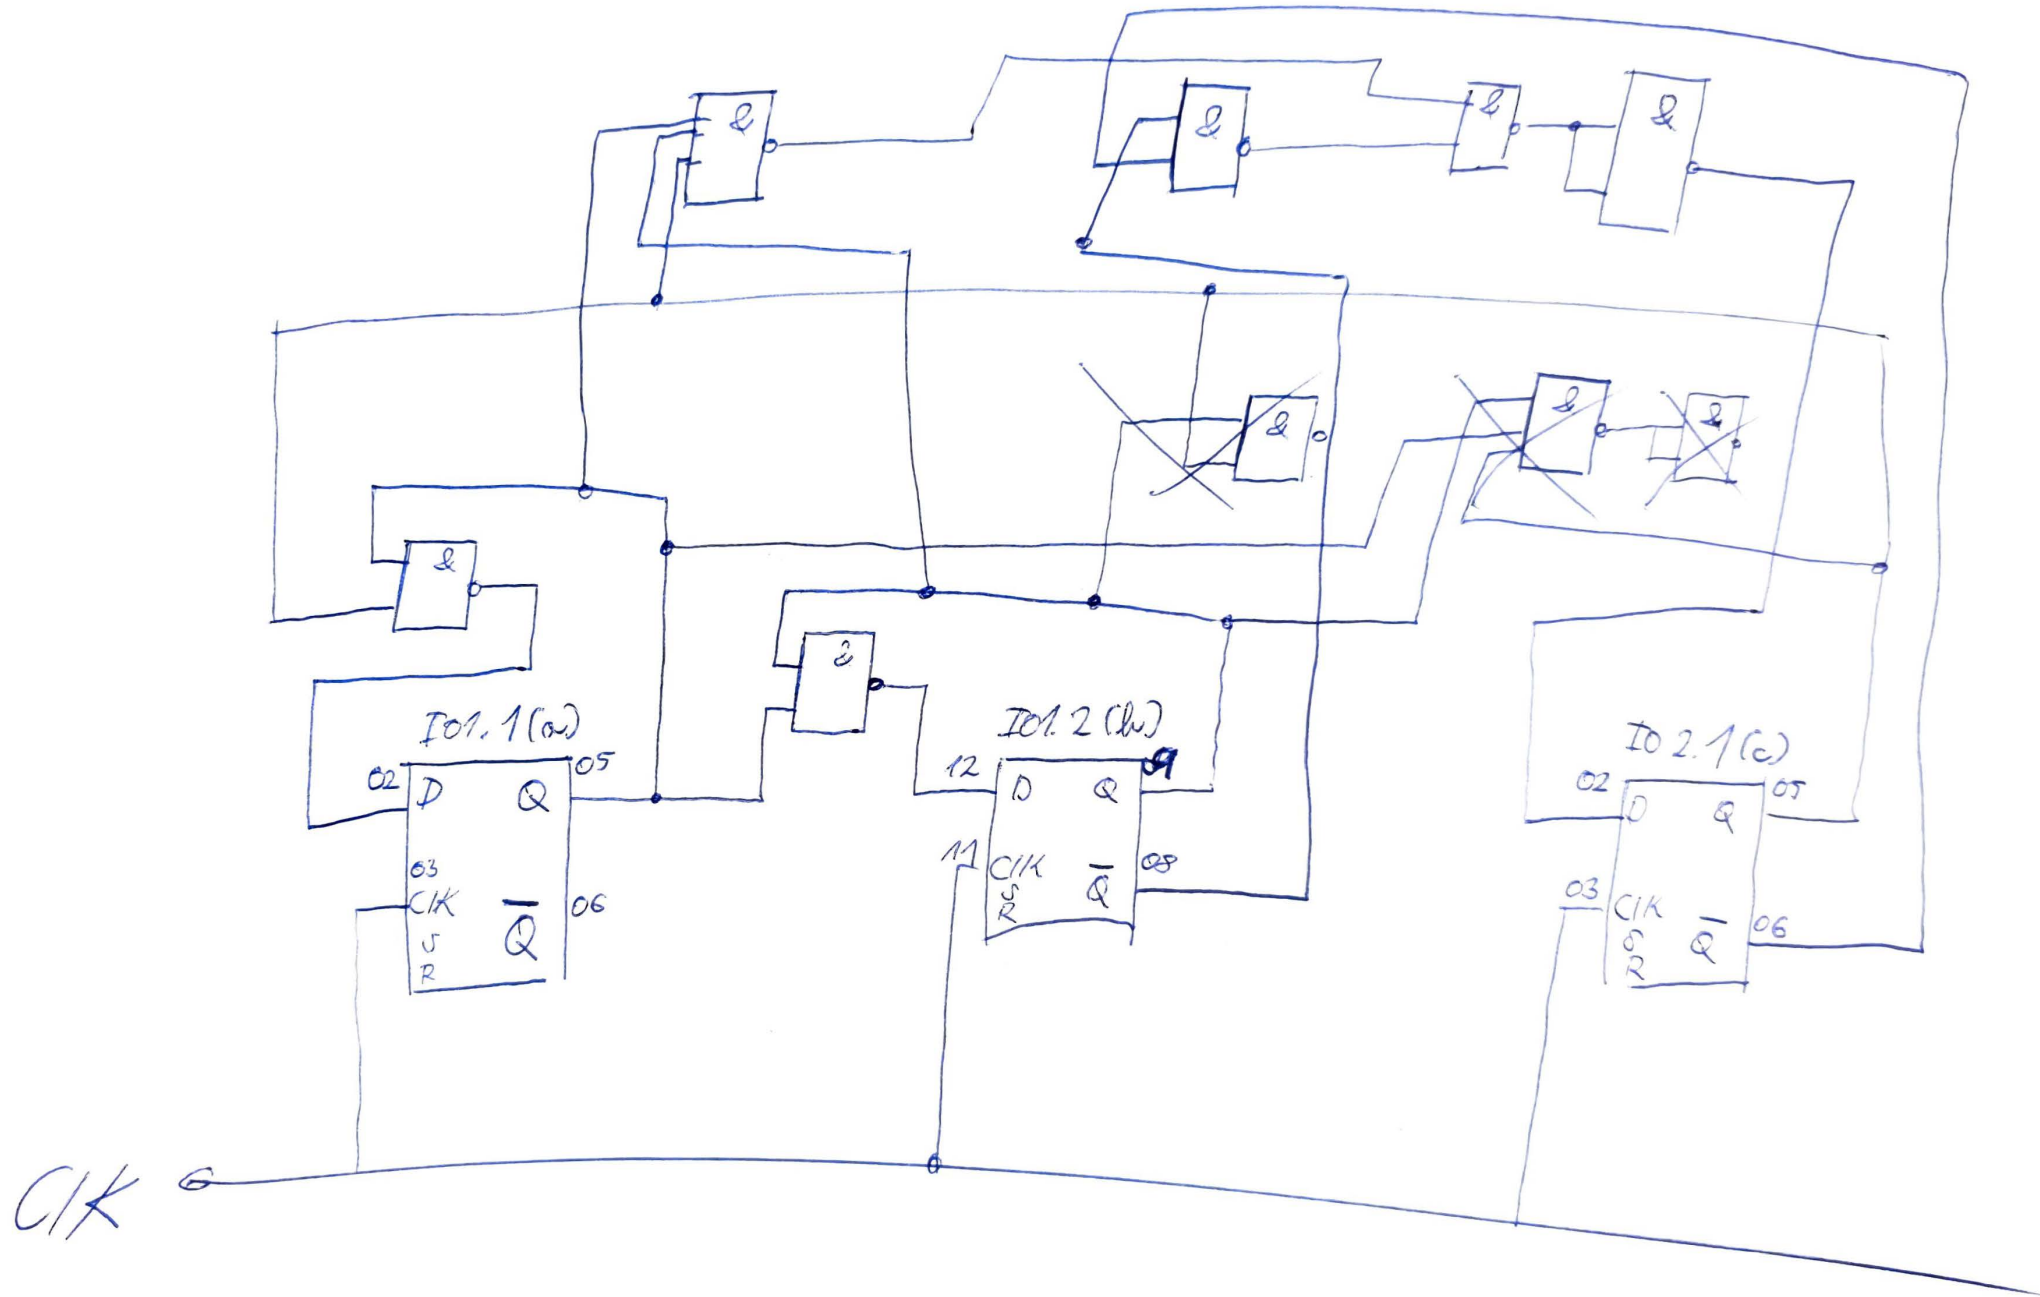 & & & &
& & &
&
&
IO1.1(a) IO1.2(b) IO2.1(c)
02 05 12 09 02 05
D Q D Q D Q
03 11 08 03
CLK 06 CLK Q CLK 06
S Q S S Q
R R R
CLK